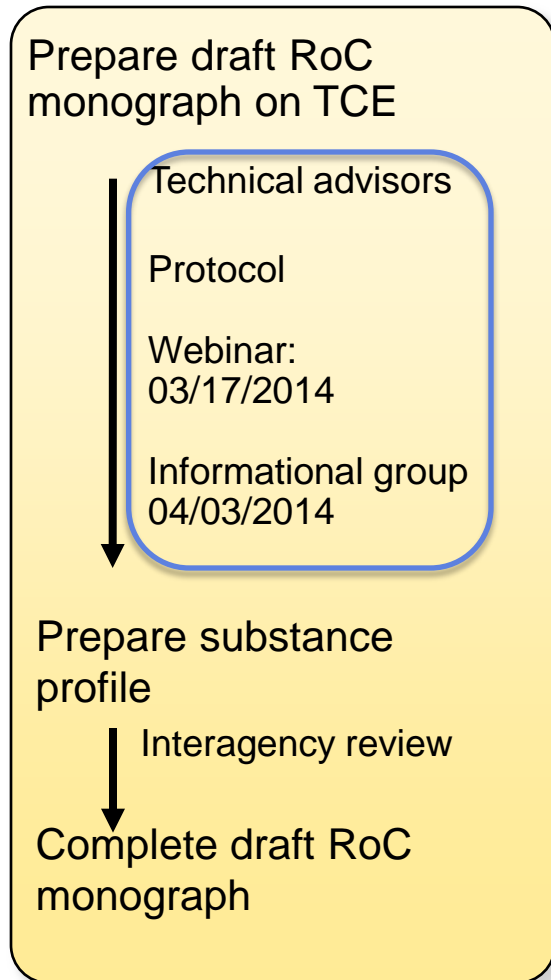 Prepare draft RoC
monograph on TCE
Technical advisors
Protocol
Webinar:
03/17/2014
Informational group
04/03/2014
Prepare substance
profile
Interagency review
Complete draft RoC
monograph